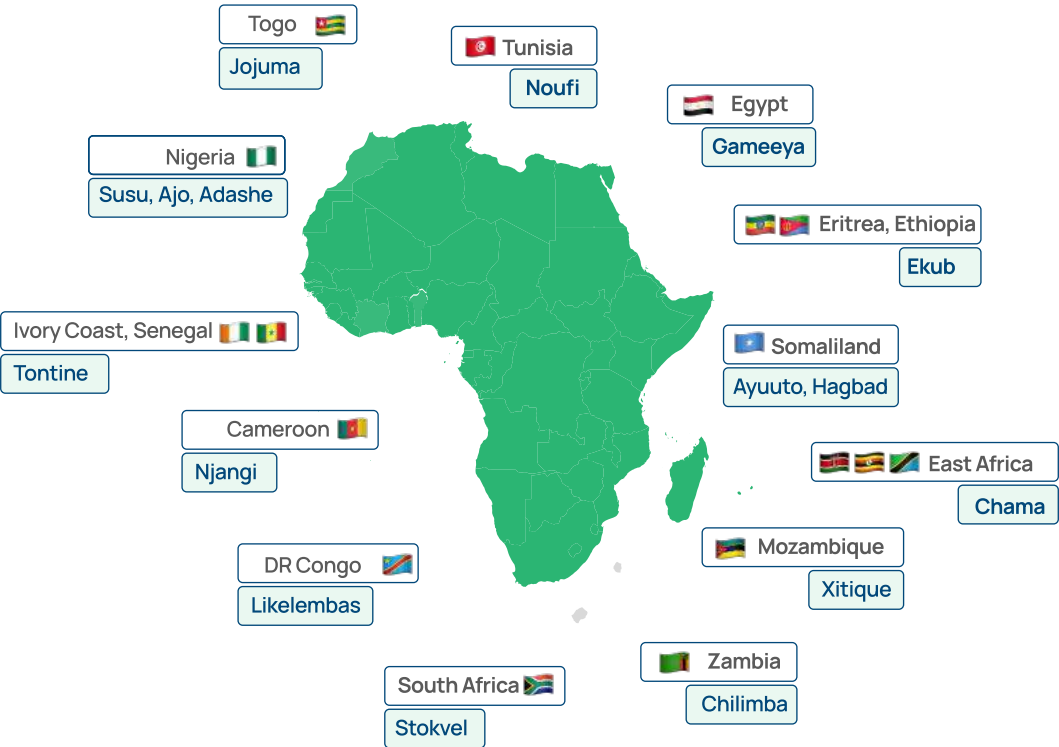 Togo
Jojuma
Tunisia
Noufi
Egypt
Gameeya
Nigeria
Susu, Ajo, Adashe
Eritrea, Ethiopia
Ekub
Ivory Coast, Senegal
Tontine
Somaliland
Ayuuto, Hagbad
Cameroon
Njangi
East Africa
Chama
Mozambique
Xitique
DR Congo
Likelembas
Zambia
Chilimba
South Africa
Stokvel